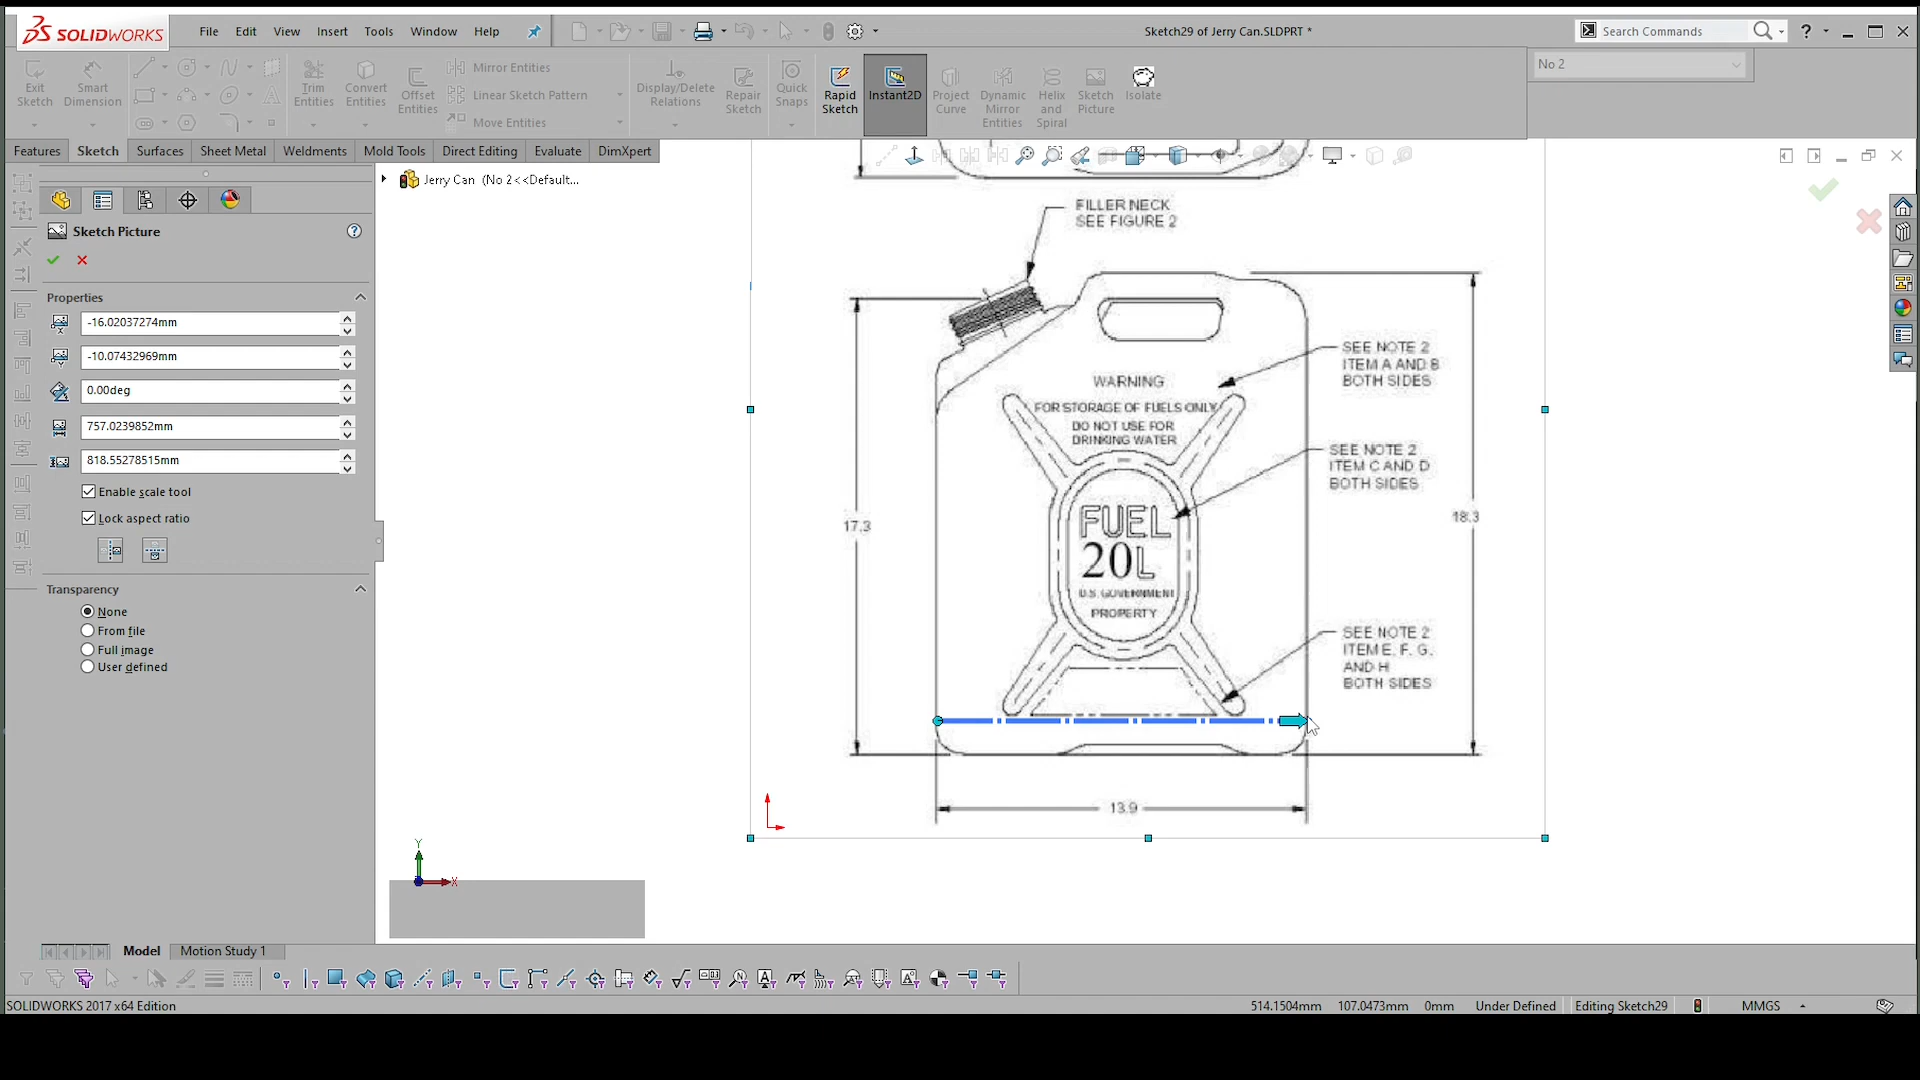 SOLIDWORKS
File Edit View Insert Tools Window Help
Sketch29 of Jerry Can.SLDPRT *
Search Commands
?
Exit Sketch
Smart Dimension
Trim Entities
Convert Entities
Offset Entities
Mirror Entities
Linear Sketch Pattern
Move Entities
Display/Delete Relations
Repair Sketch
Quick Snaps
Rapid Sketch
Instant2D
Project Curve
Dynamic Mirror Entities
Helix and Spiral
Sketch Picture
Isolate
No 2
Features Sketch Surfaces Sheet Metal Weldments Mold Tools Direct Editing Evaluate DimXpert
Jerry Can (No 2<<Default...
Sketch Picture
Properties
-16.02037274mm
-10.07432969mm
0.00deg
757.0239852mm
818.55278515mm
Enable scale tool
Lock aspect ratio
Transparency
None
From file
Full image
User defined
FILLER NECK
SEE FIGURE 2
SEE NOTE 2
ITEM A AND B
BOTH SIDES
WARNING
FOR STORAGE OF FUELS ONLY
DO NOT USE FOR
DRINKING WATER
SEE NOTE 2
ITEM C AND D
BOTH SIDES
FUEL
20L
U.S. GOVERNMENT
PROPERTY
17.3
18.3
SEE NOTE 2
ITEM E, F, G,
AND H
BOTH SIDES
13.9
Y
X
Model Motion Study 1
SOLIDWORKS 2017 x64 Edition
514.1504mm 107.0473mm 0mm Under Defined Editing Sketch29 MMGS